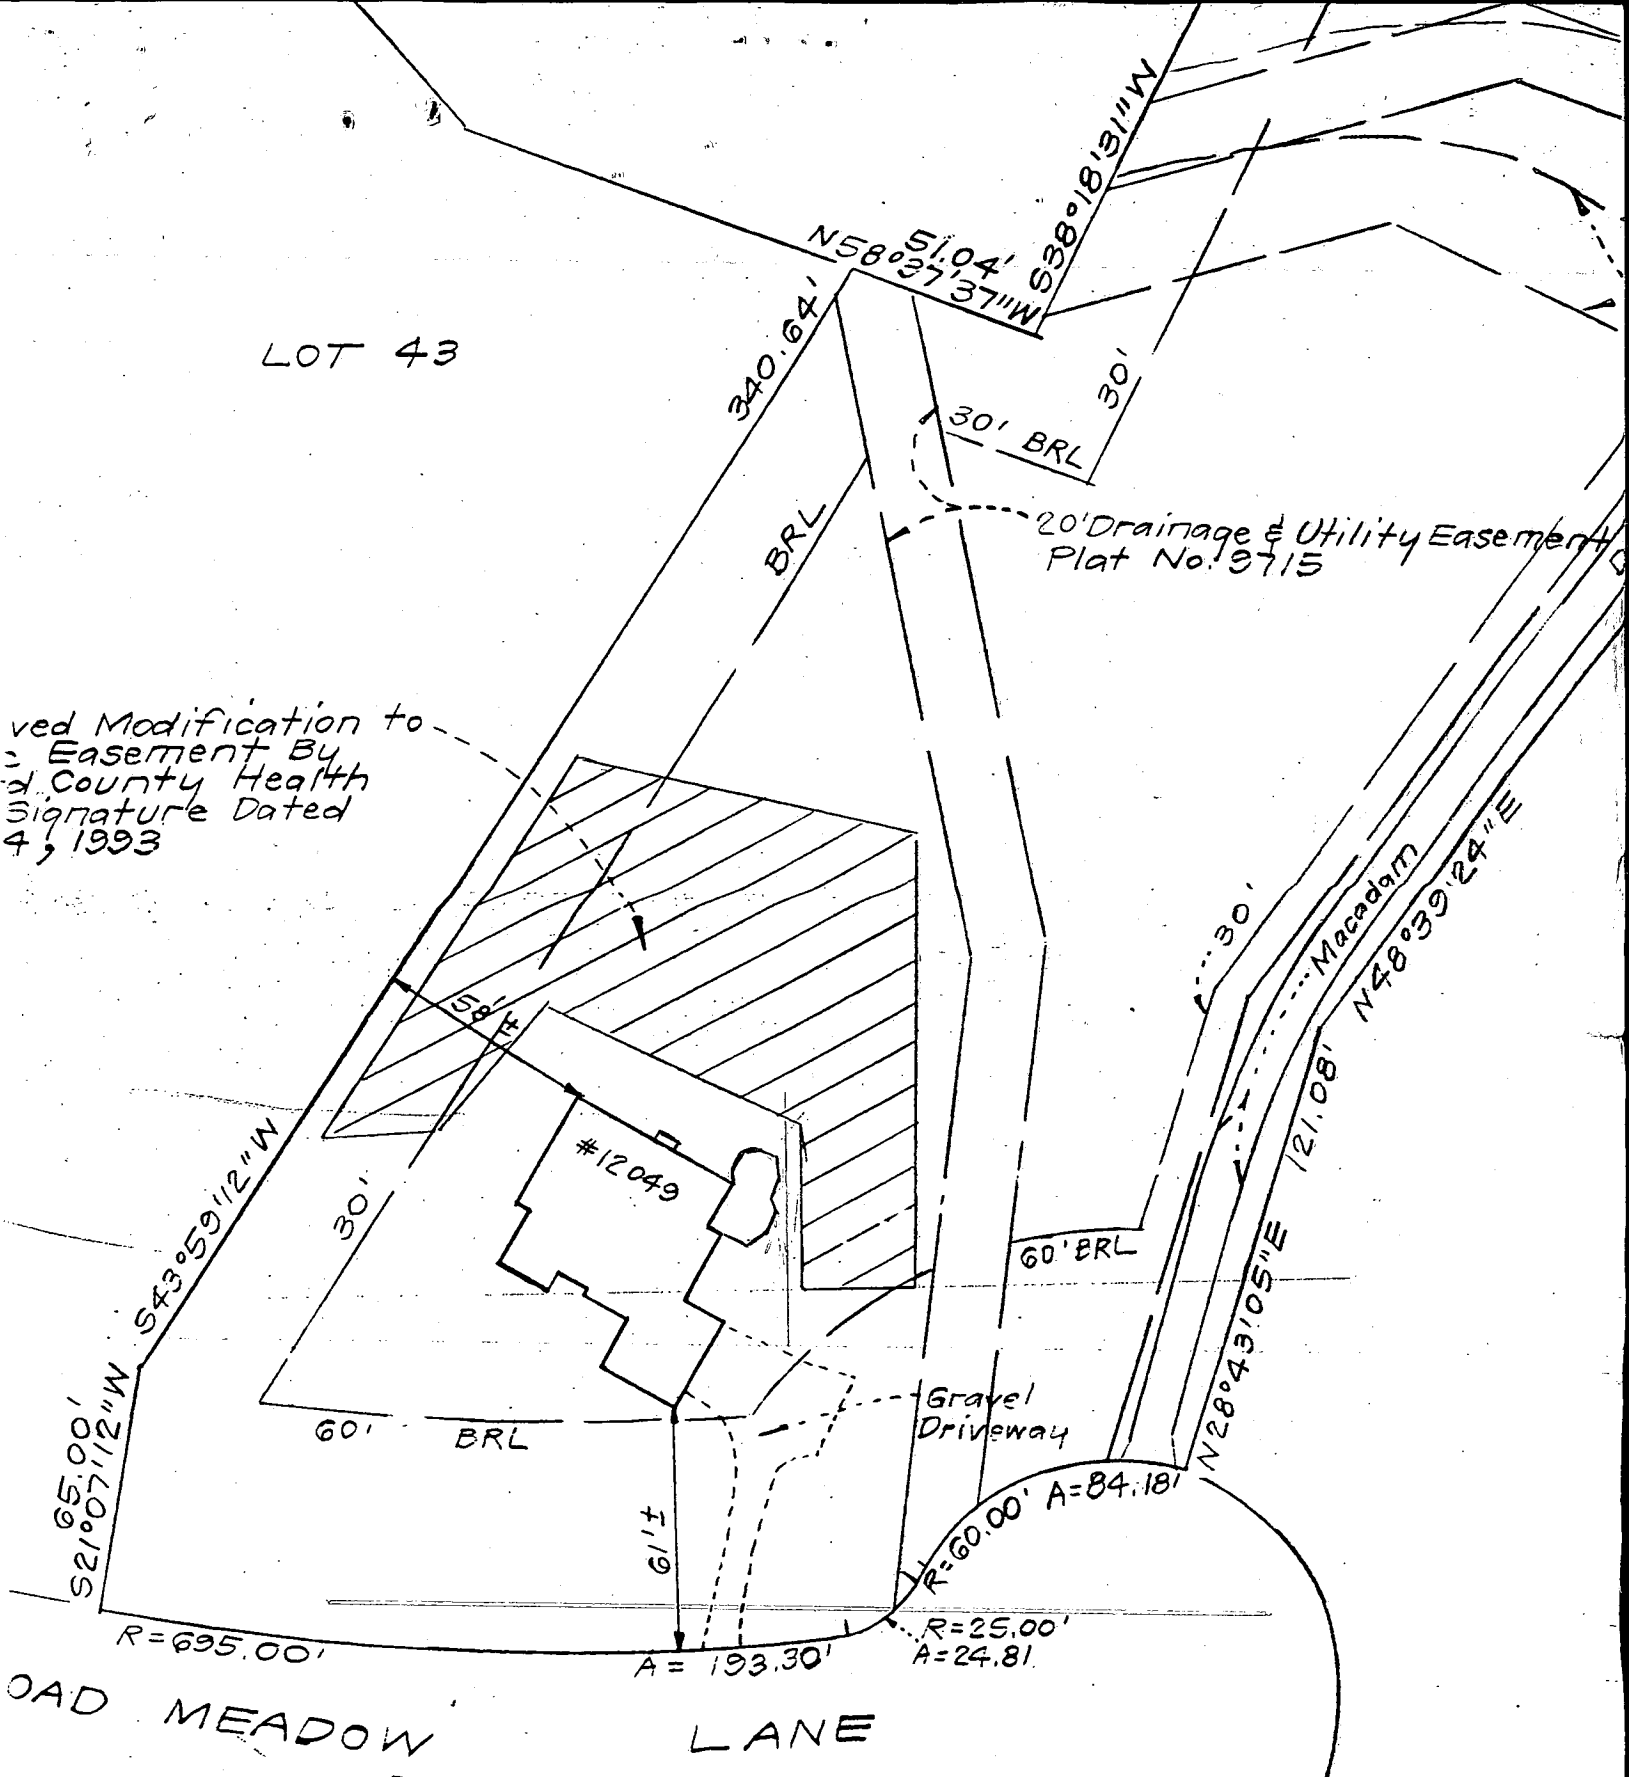 S38°18'31"W
51.04'
N58°37'37"W
340.64'
LOT 43
30'
30' BRL
BRL
20' Drainage & Utility Easement
Plat No. 9715
ved Modification to
Easement By
d County Health
Signature Dated
4, 1993
N48°39'24"E
Macadam
30'
58'±
121.08'
#12049
S43°59'12"W
30'
60' BRL
N28°43'05"E
65.00'
S21°07'12"W
60' BRL
Gravel
Driveway
61'±
A=84.18'
R=60.00'
R=25.00'
A=24.81
R=695.00'
A= 193.30'
OAD MEADOW LANE